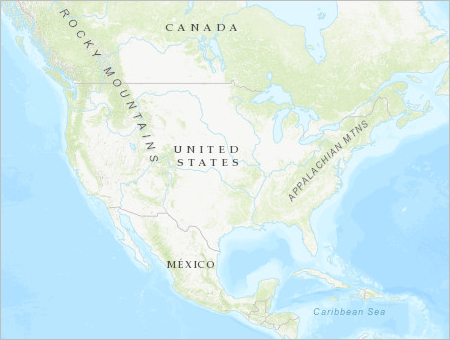 CANADA
ROCKY MOUNTAINS
UNITED
STATES
APPALACHIAN MTNS
MÉXICO
Caribbean Sea